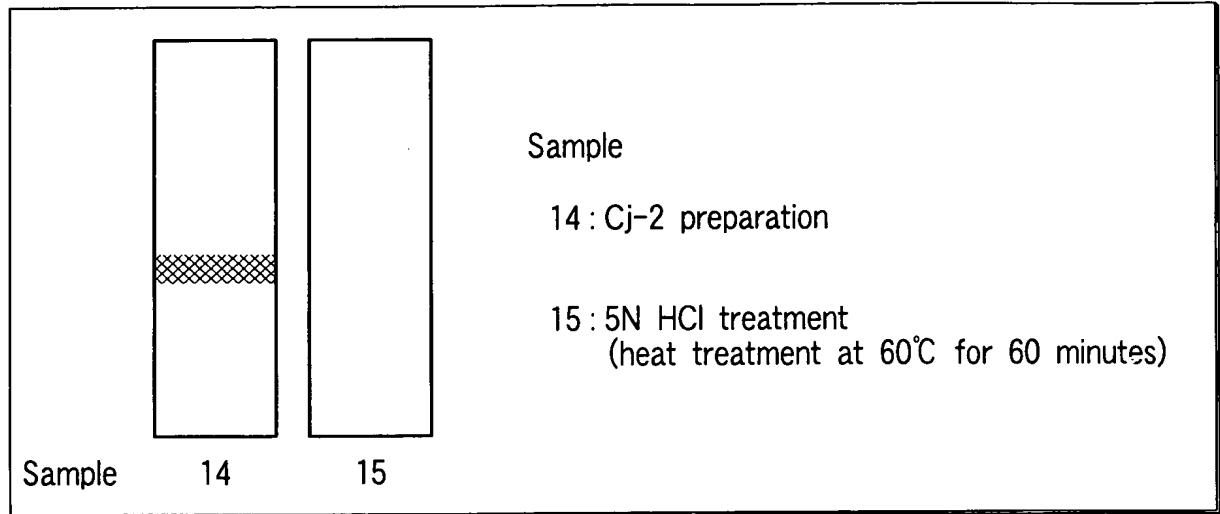 Sample
14 : Cj-2 preparation
15 : 5N HCl treatment
(heat treatment at 60℃ for 60 minutes)
Sample 14 15